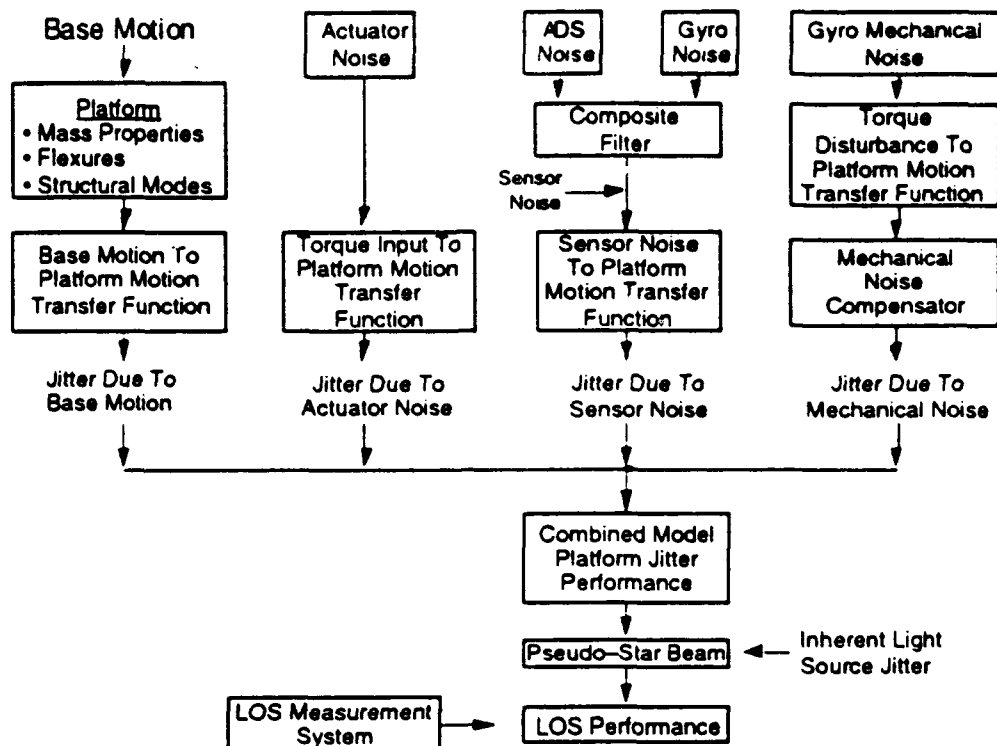 Base Motion
Actuator
Noise
ADS
Noise
Gyro
Noise
Gyro Mechanical
Noise
Platform
• Mass Properties
• Flexures
• Structural Modes
Composite
Filter
Torque
Disturbance To
Platform Motion
Transfer Function
Sensor
Noise
Base Motion To
Platform Motion
Transfer Function
Torque Input To
Platform Motion
Transfer
Function
Sensor Noise
To Platform
Motion Transfer
Function
Mechanical
Noise
Compensator
Jitter Due To
Base Motion
Jitter Due To
Actuator Noise
Jitter Due To
Sensor Noise
Jitter Due To
Mechanical Noise
Combined Model
Platform Jitter
Performance
Pseudo-Star Beam
Inherent Light
Source Jitter
LOS Measurement
System
LOS Performance